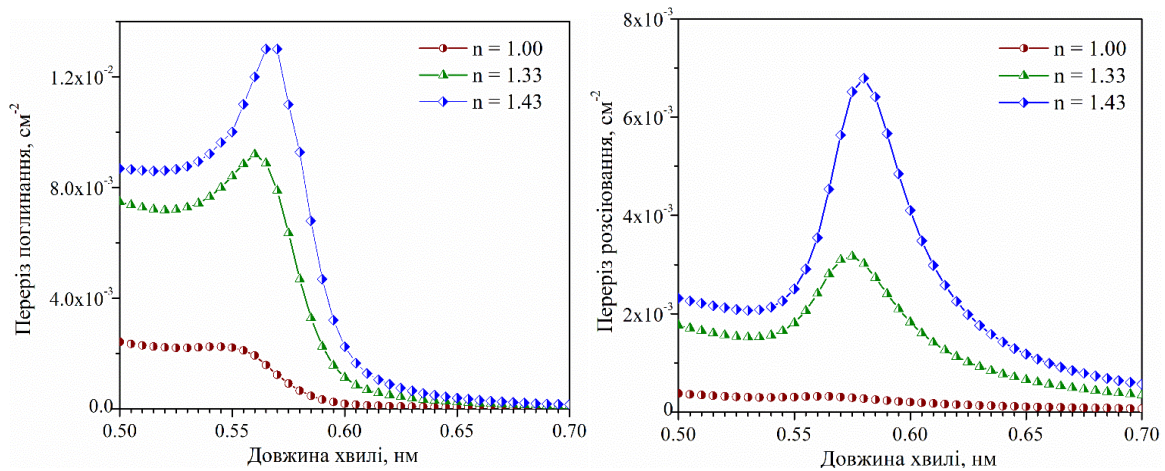 Переріз поглинання, см⁻²
1.2x10⁻²
8.0x10⁻³
4.0x10⁻³
0.0
0.50 0.55 0.60 0.65 0.70
Довжина хвилі, нм
n = 1.00
n = 1.33
n = 1.43
Переріз розсіювання, см⁻²
8x10⁻³
6x10⁻³
4x10⁻³
2x10⁻³
0
0.50 0.55 0.60 0.65 0.70
Довжина хвилі, нм
n = 1.00
n = 1.33
n = 1.43